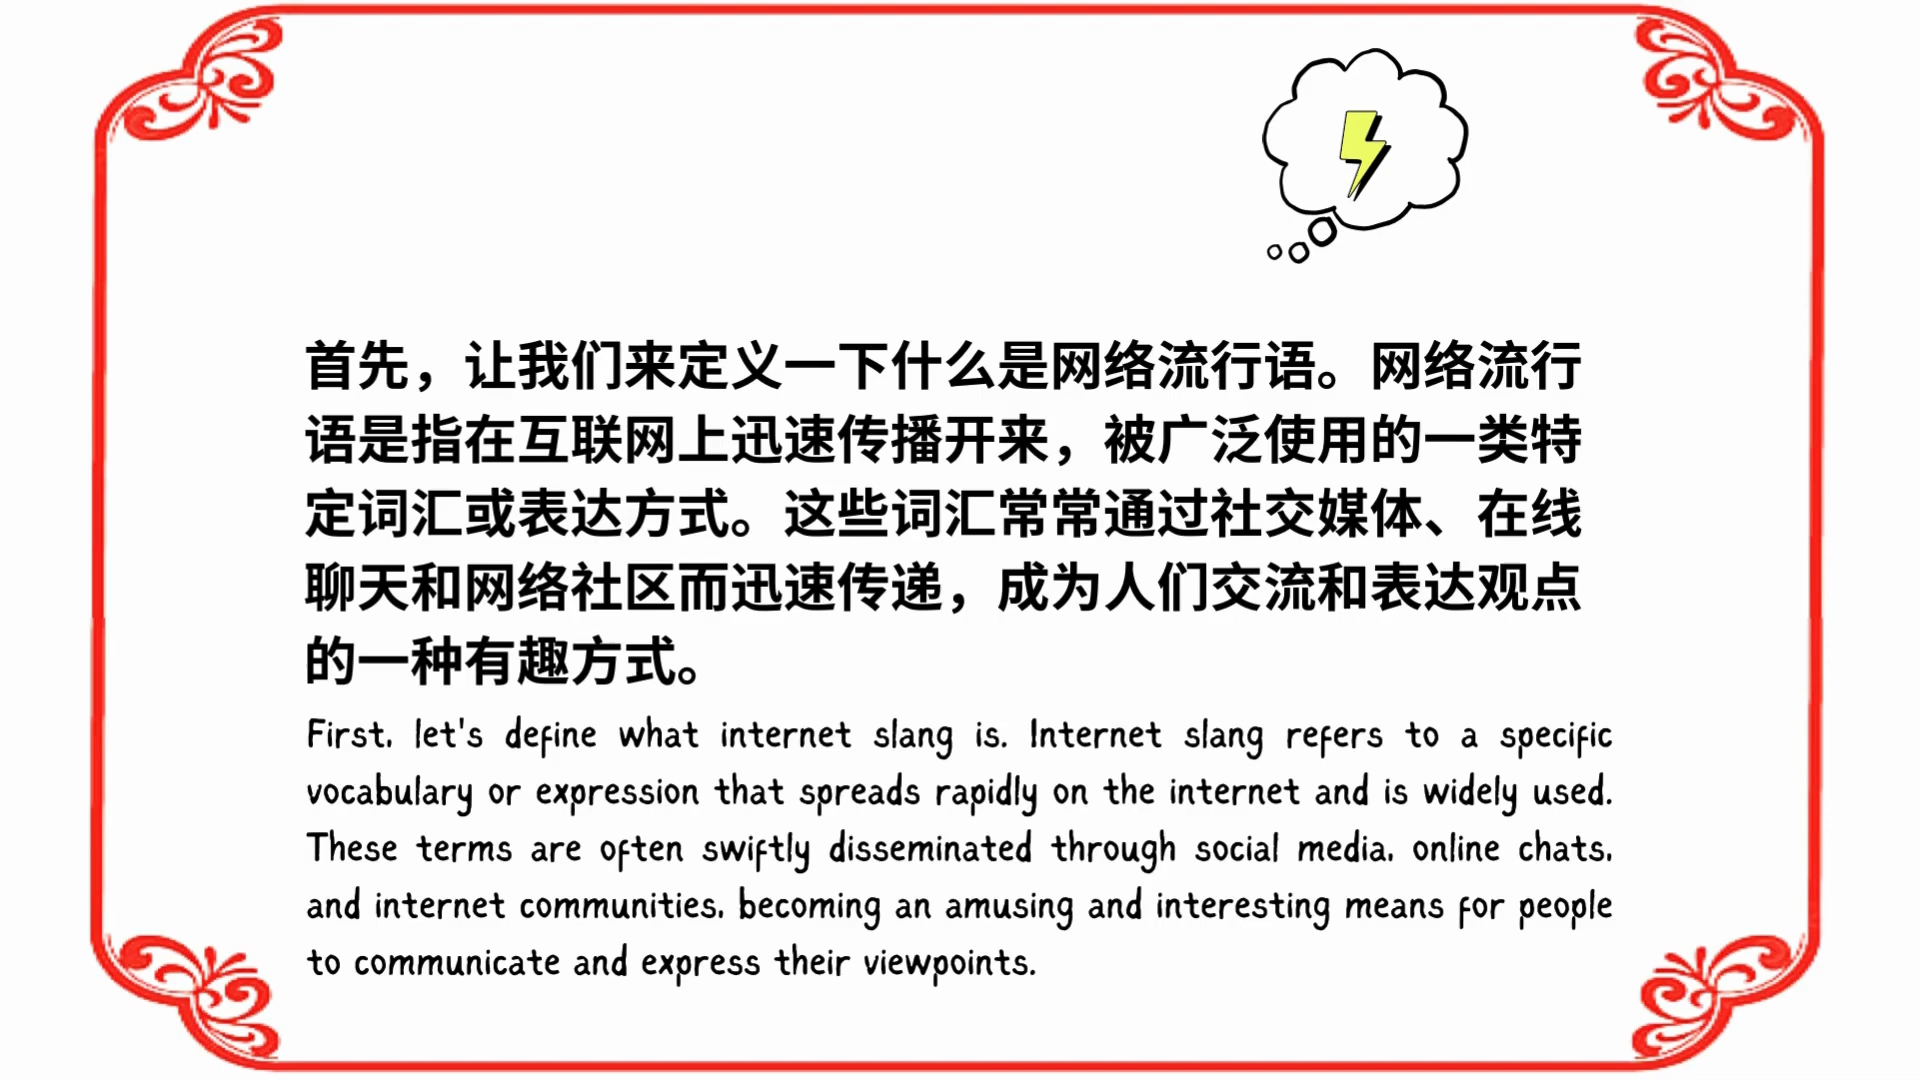 首先，让我们来定义一下什么是网络流行语。网络流行
语是指在互联网上迅速传播开来，被广泛使用的一类特
定词汇或表达方式。这些词汇常常通过社交媒体、在线
聊天和网络社区而迅速传递，成为人们交流和表达观点
的一种有趣方式。
First, let's define what internet slang is. Internet slang refers to a specific
vocabulary or expression that spreads rapidly on the internet and is widely used.
These terms are often swiftly disseminated through social media, online chats,
and internet communities, becoming an amusing and interesting means for people
to communicate and express their viewpoints.